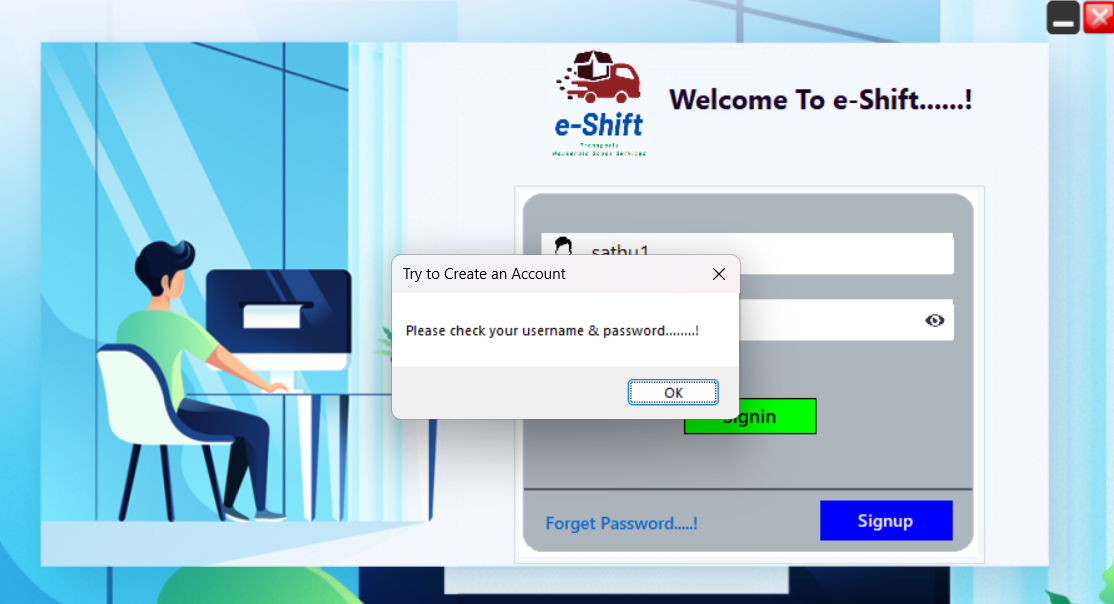 Welcome To e-Shift......!
e-Shift
Transports
Household Goods Services
sathu1
Try to Create an Account
Please check your username & password........!
OK
Signin
Forget Password.....!
Signup